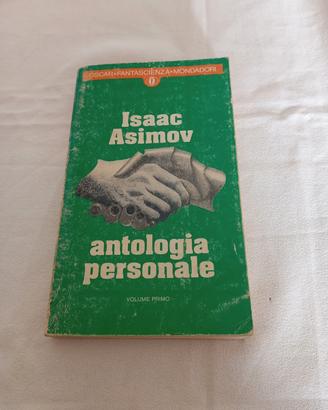 OSCAR•FANTASCIENZA•MONDADORI
Isaac
Asimov
antologia
personale
VOLUME PRIMO